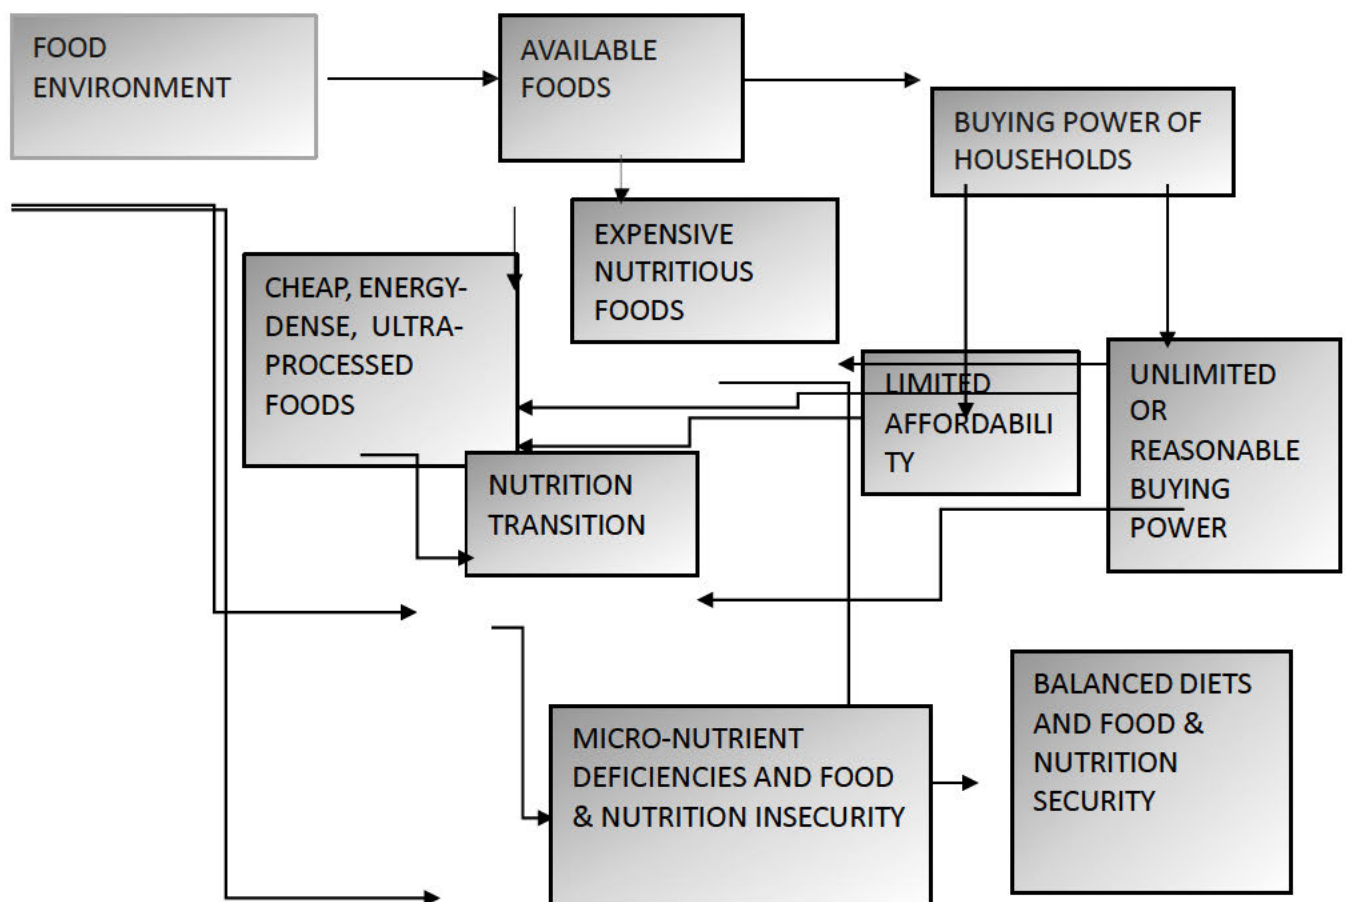 FOOD
ENVIRONMENT
AVAILABLE
FOODS
BUYING POWER OF
HOUSEHOLDS
EXPENSIVE
NUTRITIOUS
FOODS
CHEAP, ENERGY-
DENSE, ULTRA-
PROCESSED
FOODS
LIMITED
AFFORDABILI
TY
UNLIMITED
OR
REASONABLE
BUYING
POWER
NUTRITION
TRANSITION
MICRO-NUTRIENT
DEFICIENCIES AND FOOD
& NUTRITION INSECURITY
BALANCED DIETS
AND FOOD &
NUTRITION
SECURITY